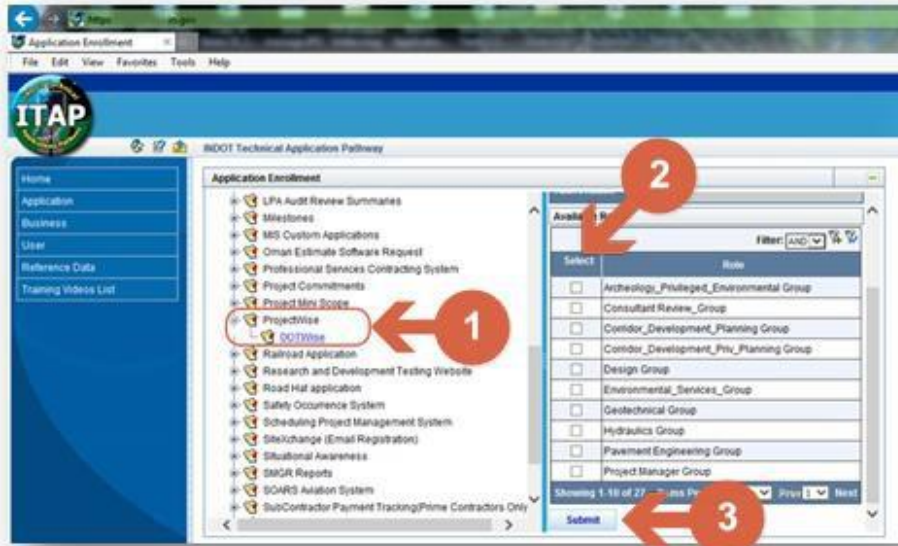 Application Enrollment
File Edit View Favorites Tools Help
ITAP
INDOT Technical Application Pathway
Home
Application
Business
User
Reference Data
Training Videos List
Application Enrollment
LPA Audit Review Summaries
Milestones
MIS Custom Applications
Oman Estimate Software Request
Professional Services Contracting System
Project Commitments
Project Mini Scope
ProjectWise
DOTWise
Railroad Application
Research and Development Testing Website
Road Hat application
Safety Occurrence System
Scheduling Project Management System
SiteXchange (Email Registration)
Situational Awareness
SMGR Reports
SOARS Aviation System
SubContractor Payment Tracking(Prime Contractors Only
1
2
Filter: AND
Select Role
Archeology_Privileged_Environmental Group
Consultant Review_Group
Corridor_Development_Planning Group
Corridor_Development_Priv_Planning Group
Design Group
Environmental_Services_Group
Geotechnical Group
Hydraulics Group
Pavement Engineering Group
Project Manager Group
Showing 1-10 of 27 Prev 1 Next
Submit
3